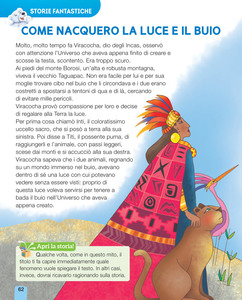 STORIE FANTASTICHE
COME NACQUERO LA LUCE E IL BUIO
Molto, molto tempo fa Viracocha, dio degli Incas, osservò
con attenzione l'Universo che aveva appena finito di creare e
scosse la testa, scontento. Era troppo scuro.
Ai piedi del monte Borosi, un'alta e robusta montagna,
viveva il vecchio Taguapac. Non era facile per lui e per sua
moglie trovare cibo nel buio che li circondava e i due erano
costretti a spostarsi a tentoni di qua e di là, cercando di
evitare mille pericoli.
Viracocha provò compassione per loro e decise
di regalare alla Terra la luce.
Per prima cosa chiamò Inti, il coloratissimo
uccello sacro, che si posò a terra alla sua
sinistra. Poi disse a Titi, il possente puma, di
raggiungerli e l'animale, con passi leggeri,
scese dai monti e si accucciò alla sua destra.
Viracocha sapeva che i due animali, regnando
su un mondo immerso nel buio, avevano
dentro di sé una luce con cui potevano
vedere senza essere visti: proprio di
questa luce voleva servirsi per tenere a
bada il buio nell'Universo che aveva
appena creato.
Apri la storia!
Qualche volta, come in questo mito, il
titolo ti fa capire immediatamente quale
fenomeno vuole spiegare il testo. In altri casi,
invece, dovrai ricavarlo ragionando sulla storia.
62